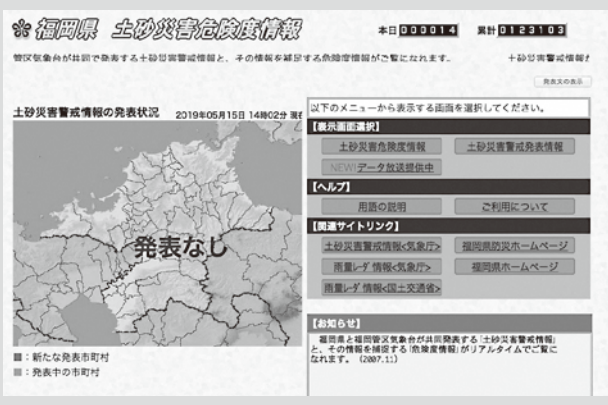 福岡県 土砂災害危険度情報
本日 000014 累計 0123103
管区気象台が共同で発表する土砂災害警戒情報と、その情報を補足する危険度情報がご覧になれます。 土砂災害警戒情報
発表文の表示
土砂災害警戒情報の発表状況 2019年05月15日 14時02分 現在
発表なし
■：新たな発表市町村
■：発表中の市町村
以下のメニューから表示する画面を選択してください。
【表示画面選択】
土砂災害危険度情報 土砂災害警戒発表情報
NEW!データ放送提供中
【ヘルプ】
用語の説明 ご利用について
【関連サイトリンク】
土砂災害警戒情報<気象庁> 福岡県防災ホームページ
雨量レーダ情報<気象庁> 福岡県ホームページ
雨量レーダ情報<国土交通省>
【お知らせ】
福岡県と福岡管区気象台が共同発表する「土砂災害警戒情報」
と、その情報を補足する「危険度情報」がリアルタイムでご覧に
なれます。（2007.11）